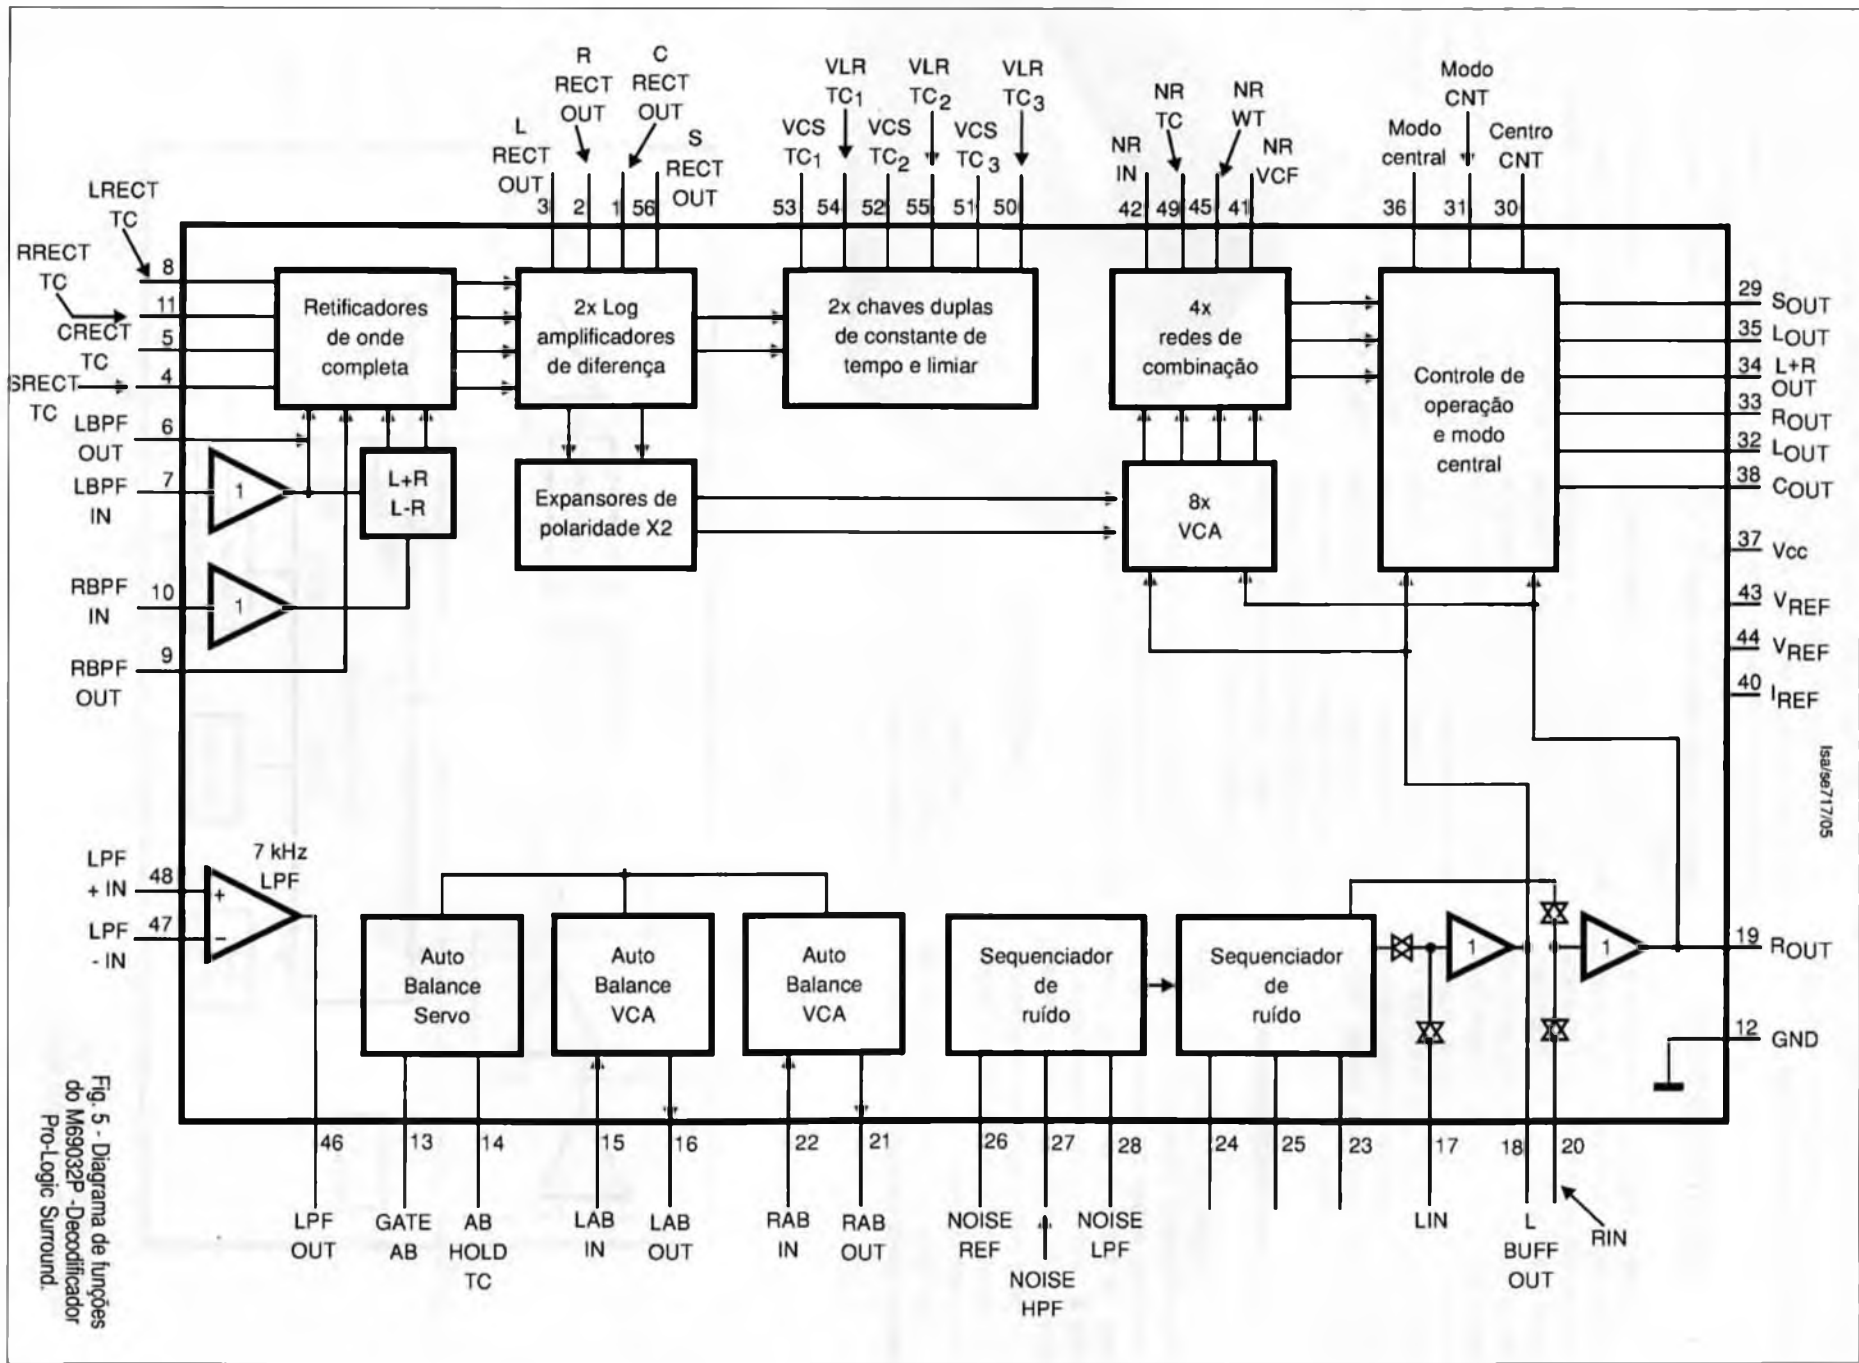 R
RECT
OUT
C
RECT
OUT
L
RECT
OUT
S
RECT
OUT
VLR
TC1
VLR
TC2
VLR
TC3
VCS
TC1
VCS
TC2
VCS
TC3
NR
IN
NR
TC
NR
WT
NR
VCF
Modo
CNT
Modo
central
Centro
CNT
3
2
1
56
53
54
52
55
51
50
42
49
45
41
36
31
30
LRECT
TC
8
RRECT
TC
11
CRECT
TC
5
SRECT
TC
4
LBPF
OUT
6
LBPF
IN
7
RBPF
IN
10
RBPF
OUT
9
Retificadores
de onde
completa
2x Log
amplificadores
de diferença
2x chaves duplas
de constante de
tempo e limiar
4x
redes de
combinação
Controle de
operação
e modo
central
1
L+R
L-R
1
Expansores de
polaridade X2
8x
VCA
29 SOUT
35 LOUT
34 L+R
OUT
33 ROUT
32 LOUT
38 COUT
37 Vcc
43 VREF
44 VREF
40 IREF
lsa/se717/05
LPF
+ IN
48
LPF
- IN
47
+
-
7 kHz
LPF
Auto
Balance
Servo
Auto
Balance
VCA
Auto
Balance
VCA
Sequenciador
de
ruído
Sequenciador
de
ruído
1
1
19 ROUT
12 GND
46
13
14
15
16
22
21
26
27
28
24
25
23
17
18
20
LPF
OUT
GATE
AB
AB
HOLD
TC
LAB
IN
LAB
OUT
RAB
IN
RAB
OUT
NOISE
REF
NOISE
HPF
NOISE
LPF
LIN
L
BUFF
OUT
RIN
Fig. 5 - Diagrama de funções
do M69032P -Decodificador
Pro-Logic Surround.